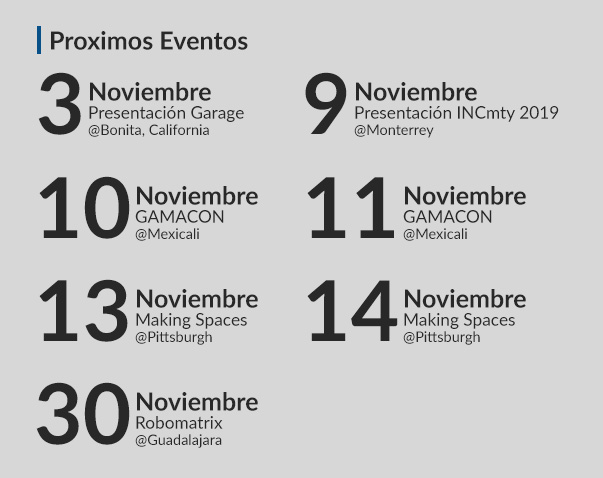 Proximos Eventos
3 Noviembre
Presentación Garage
@Bonita, California
9 Noviembre
Presentación INCmty 2019
@Monterrey
10 Noviembre
GAMACON
@Mexicali
11 Noviembre
GAMACON
@Mexicali
13 Noviembre
Making Spaces
@Pittsburgh
14 Noviembre
Making Spaces
@Pittsburgh
30 Noviembre
Robomatrix
@Guadalajara